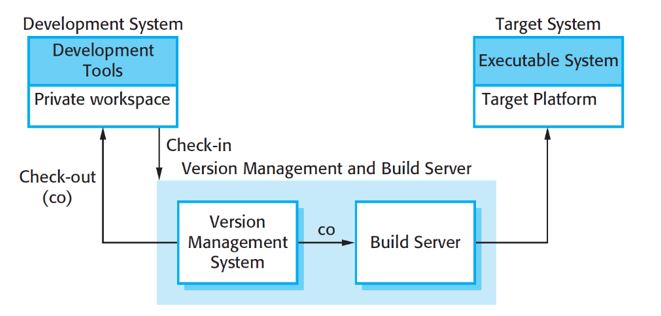 Development System
Development
Tools
Private workspace
Target System
Executable System
Target Platform
Check-in
Check-out
(co)
Version Management and Build Server
Version
Management
System
co
Build Server